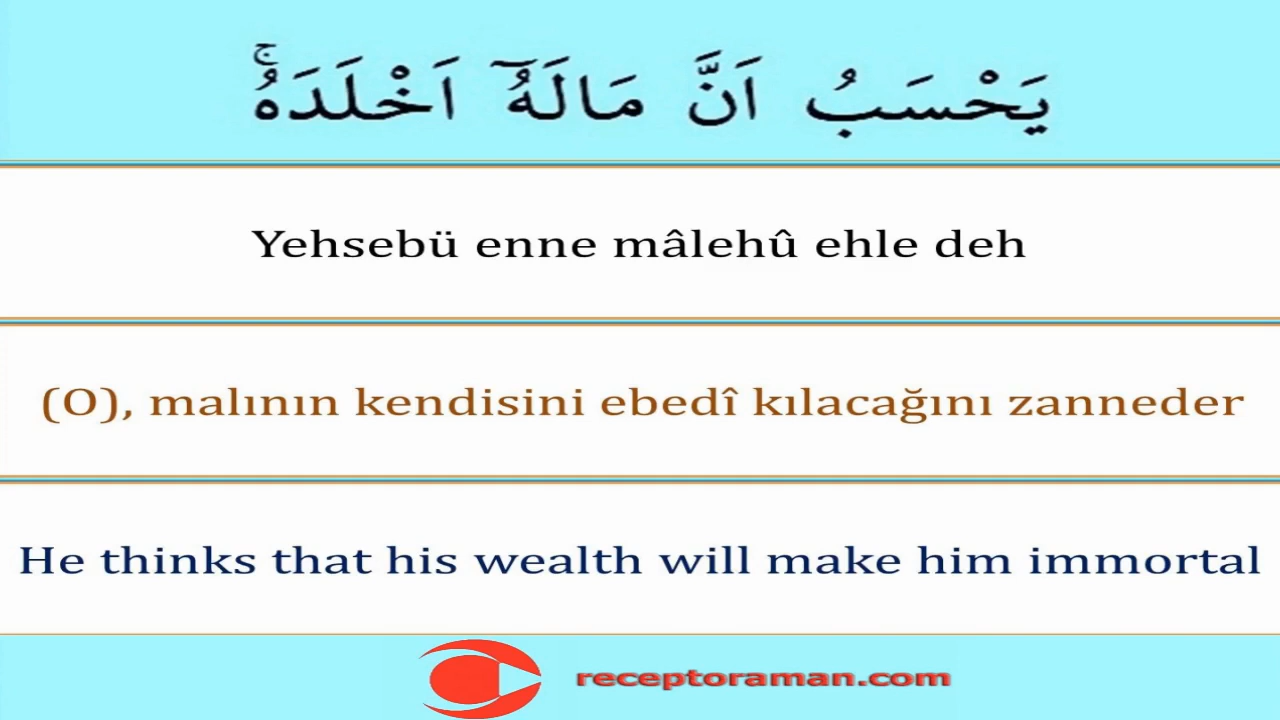 يَحْسَبُ اَنَّ مَالَهُٓ اَخْلَدَهُۚ
Yehsebü enne mâlehû ehle deh
(O), malının kendisini ebedî kılacağını zanneder
He thinks that his wealth will make him immortal
receptoraman.com